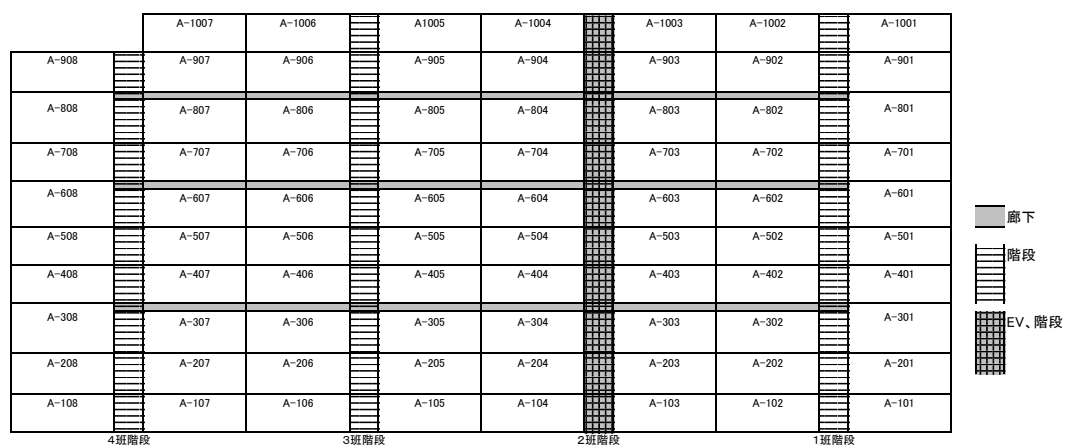 A-1007 A-1006 A1005 A-1004 A-1003 A-1002 A-1001
A-908 A-907 A-906 A-905 A-904 A-903 A-902 A-901
A-808 A-807 A-806 A-805 A-804 A-803 A-802 A-801
A-708 A-707 A-706 A-705 A-704 A-703 A-702 A-701
A-608 A-607 A-606 A-605 A-604 A-603 A-602 A-601
A-508 A-507 A-506 A-505 A-504 A-503 A-502 A-501
A-408 A-407 A-406 A-405 A-404 A-403 A-402 A-401
A-308 A-307 A-306 A-305 A-304 A-303 A-302 A-301
A-208 A-207 A-206 A-205 A-204 A-203 A-202 A-201
A-108 A-107 A-106 A-105 A-104 A-103 A-102 A-101
4班階段 3班階段 2班階段 1班階段
廊下
階段
EV、階段